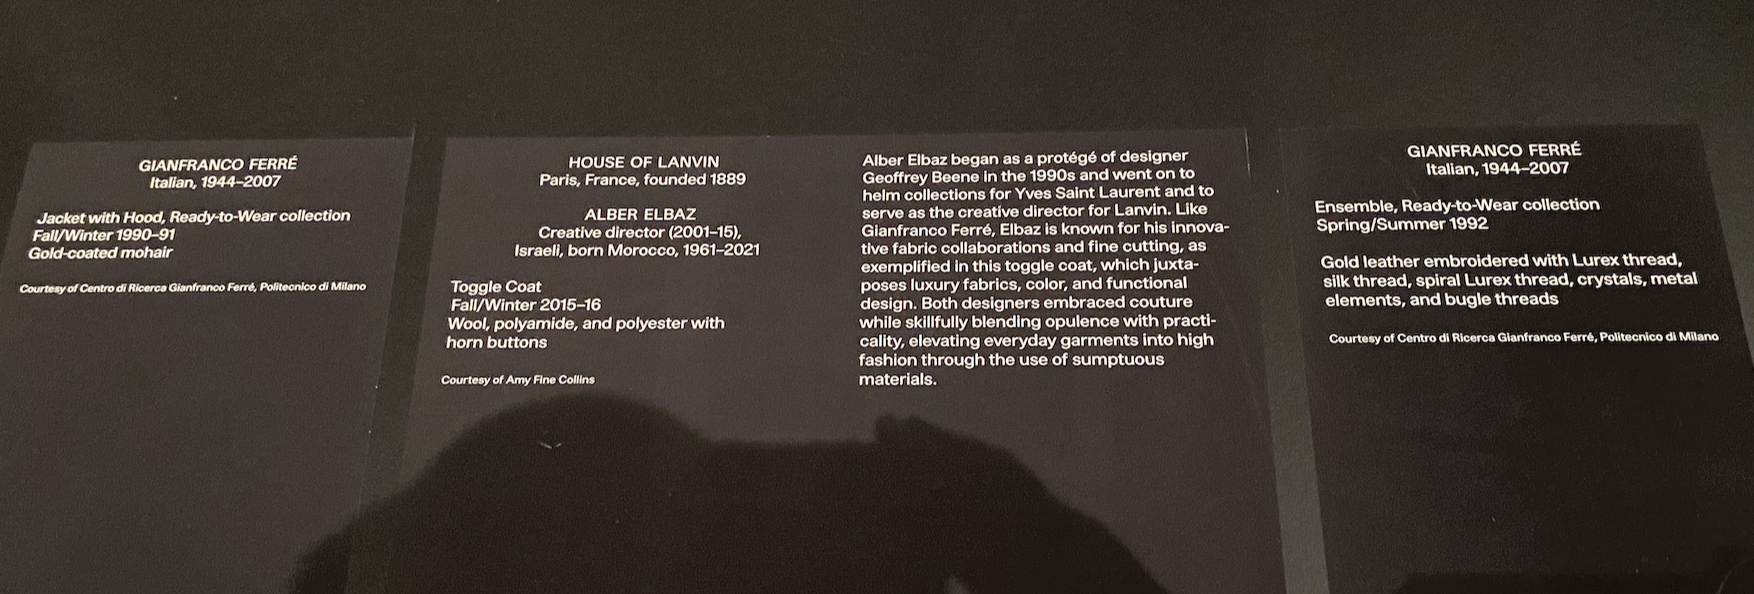 GIANFRANCO FERRÉ
Italian, 1944–2007
Jacket with Hood, Ready-to-Wear collection
Fall/Winter 1990–91
Gold-coated mohair
Courtesy of Centro di Ricerca Gianfranco Ferré, Politecnico di Milano
HOUSE OF LANVIN
Paris, France, founded 1889
ALBER ELBAZ
Creative director (2001–15),
Israeli, born Morocco, 1961–2021
Toggle Coat
Fall/Winter 2015–16
Wool, polyamide, and polyester with
horn buttons
Courtesy of Amy Fine Collins
Alber Elbaz began as a protégé of designer
Geoffrey Beene in the 1990s and went on to
helm collections for Yves Saint Laurent and to
serve as the creative director for Lanvin. Like
Gianfranco Ferré, Elbaz is known for his innova-
tive fabric collaborations and fine cutting, as
exemplified in this toggle coat, which juxta-
poses luxury fabrics, color, and functional
design. Both designers embraced couture
while skillfully blending opulence with practi-
cality, elevating everyday garments into high
fashion through the use of sumptuous
materials.
GIANFRANCO FERRÉ
Italian, 1944–2007
Ensemble, Ready-to-Wear collection
Spring/Summer 1992
Gold leather embroidered with Lurex thread,
silk thread, spiral Lurex thread, crystals, metal
elements, and bugle threads
Courtesy of Centro di Ricerca Gianfranco Ferré, Politecnico di Milano